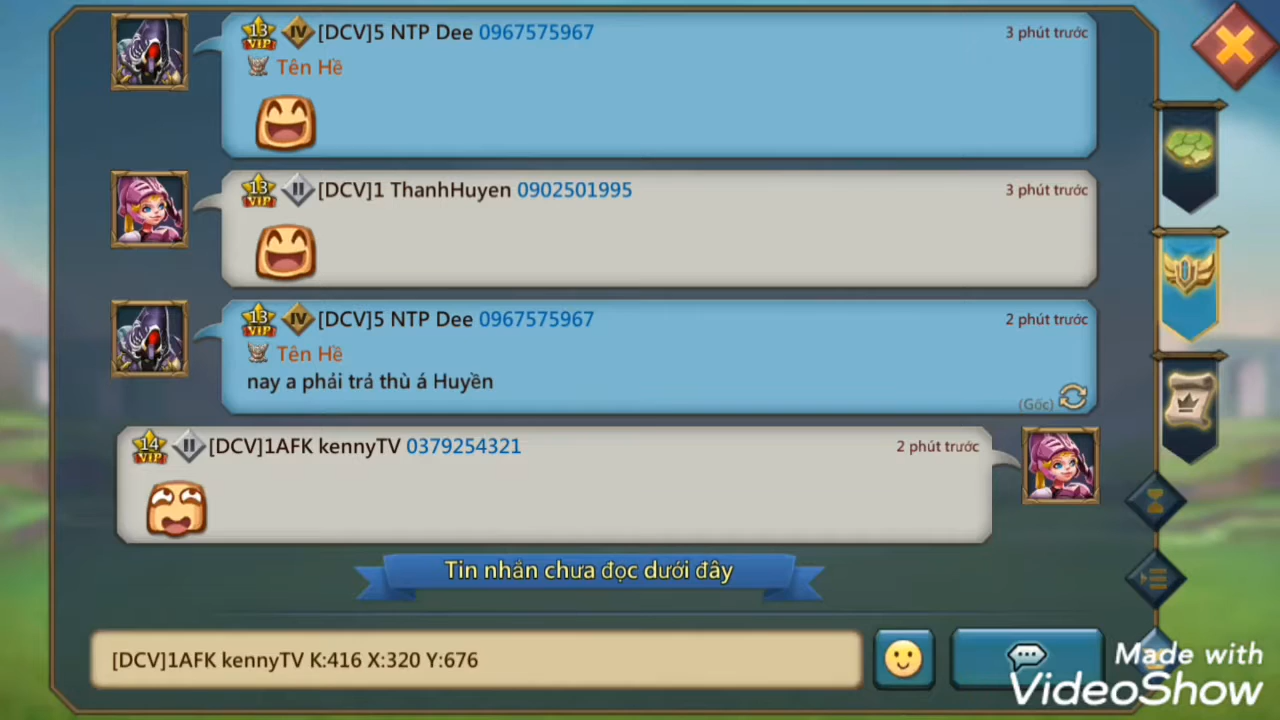 13 VIP IV [DCV]5 NTP Dee 0967575967 3 phút trước
Tên Hề
13 VIP II [DCV]1 ThanhHuyen 0902501995 3 phút trước
13 VIP IV [DCV]5 NTP Dee 0967575967 2 phút trước
Tên Hề
nay a phải trả thù á Huyền
(Gốc)
14 VIP II [DCV]1AFK kennyTV 0379254321 2 phút trước
Tin nhắn chưa đọc dưới đây
[DCV]1AFK kennyTV K:416 X:320 Y:676
Made with
VideoShow